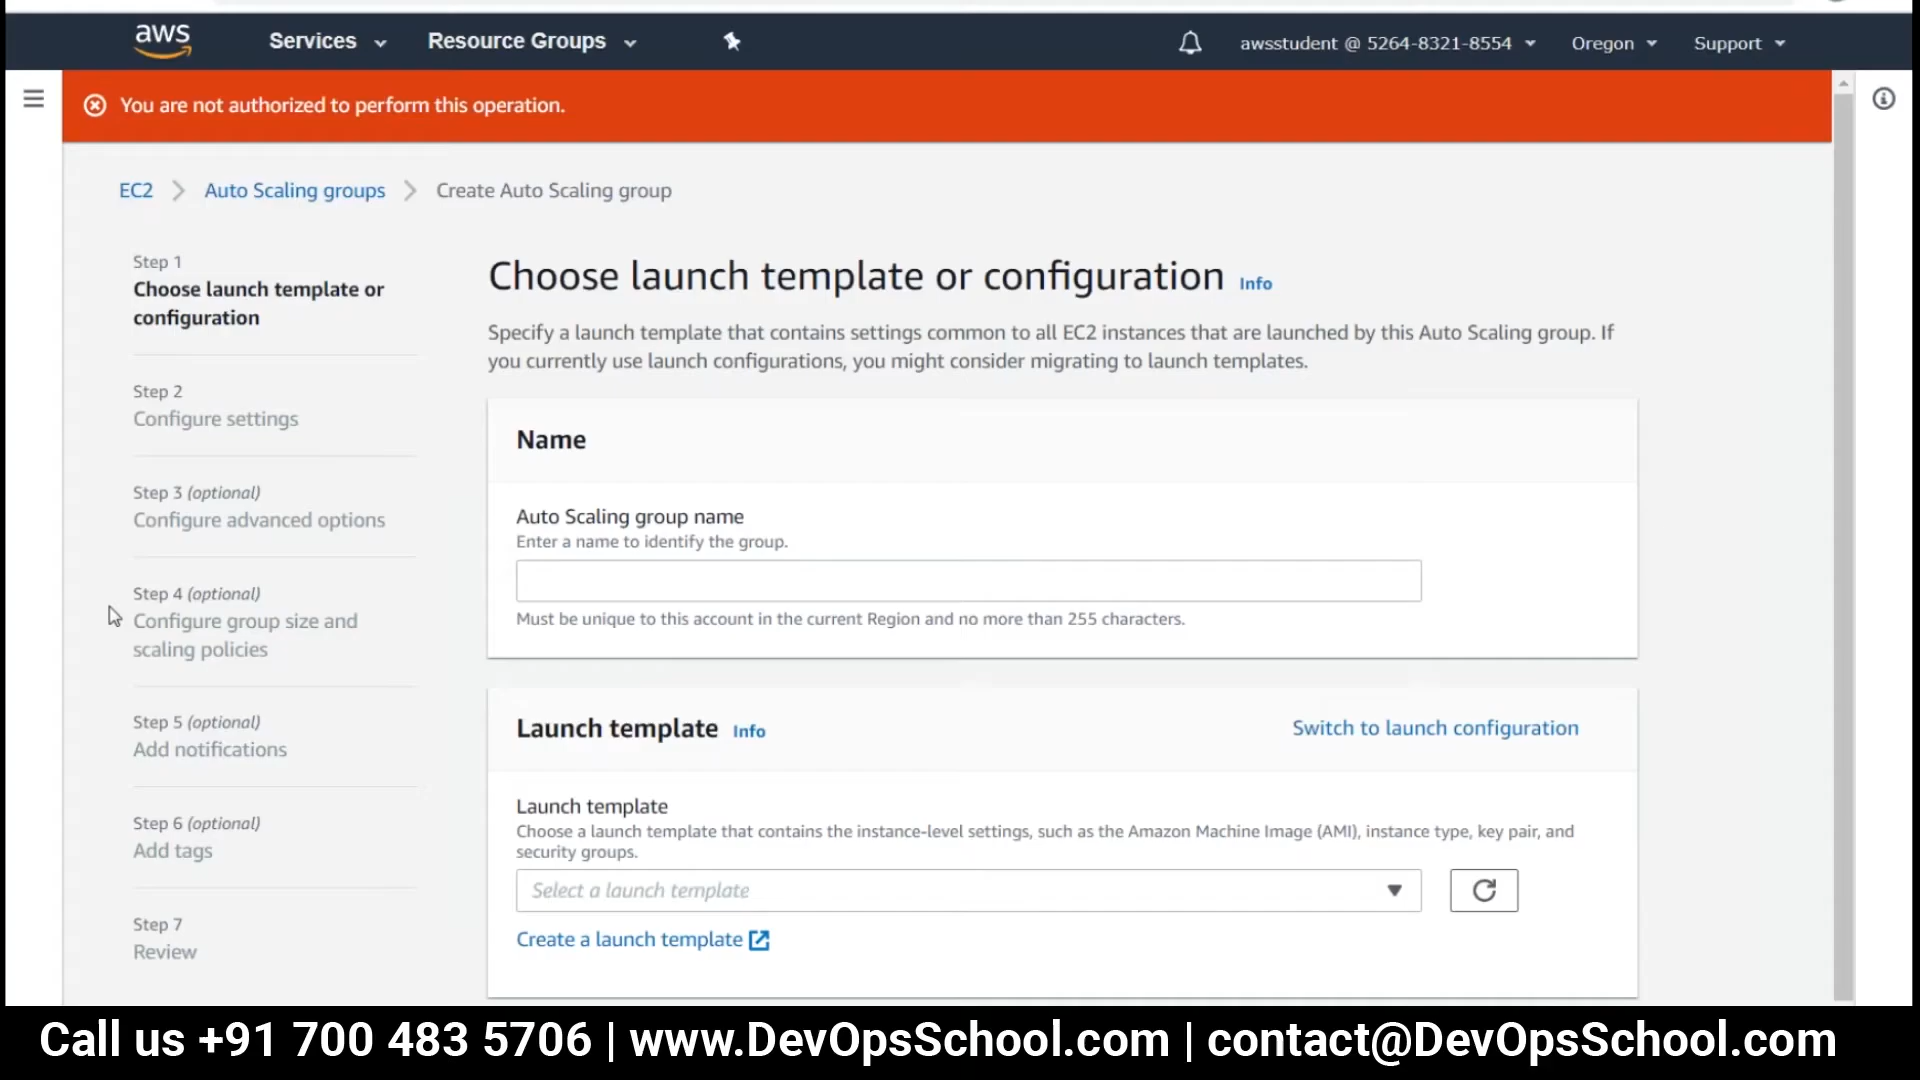 aws
Services
Resource Groups
awsstudent @ 5264-8321-8554
Oregon
Support
You are not authorized to perform this operation.
EC2
Auto Scaling groups
Create Auto Scaling group
Step 1
Choose launch template or
configuration
Step 2
Configure settings
Step 3 (optional)
Configure advanced options
Step 4 (optional)
Configure group size and
scaling policies
Step 5 (optional)
Add notifications
Step 6 (optional)
Add tags
Step 7
Review
Choose launch template or configuration Info
Specify a launch template that contains settings common to all EC2 instances that are launched by this Auto Scaling group. If
you currently use launch configurations, you might consider migrating to launch templates.
Name
Auto Scaling group name
Enter a name to identify the group.
Must be unique to this account in the current Region and no more than 255 characters.
Launch template Info
Switch to launch configuration
Launch template
Choose a launch template that contains the instance-level settings, such as the Amazon Machine Image (AMI), instance type, key pair, and
security groups.
Select a launch template
Create a launch template
Call us +91 700 483 5706 | www.DevOpsSchool.com | contact@DevOpsSchool.com